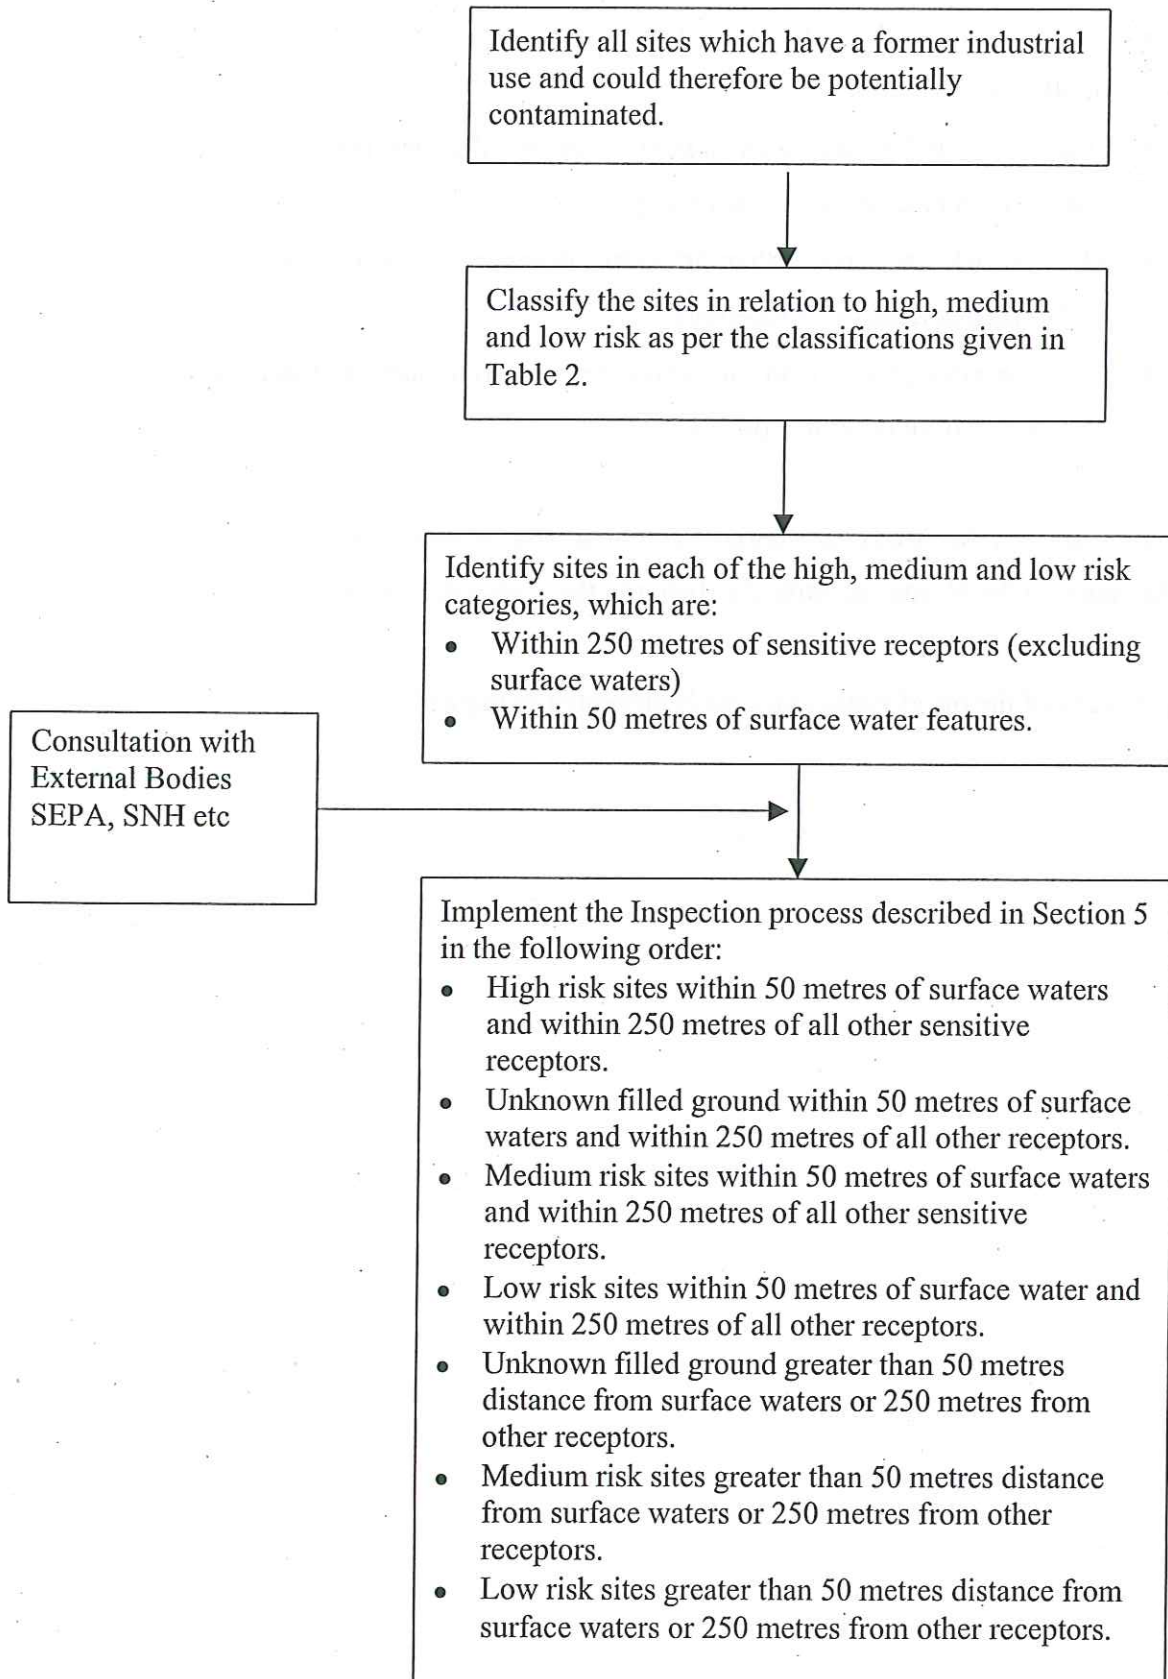 Identify all sites which have a former industrial
use and could therefore be potentially
contaminated.
Classify the sites in relation to high, medium
and low risk as per the classifications given in
Table 2.
Identify sites in each of the high, medium and low risk
categories, which are:
• Within 250 metres of sensitive receptors (excluding
surface waters)
• Within 50 metres of surface water features.
Consultation with
External Bodies
SEPA, SNH etc
Implement the Inspection process described in Section 5
in the following order:
• High risk sites within 50 metres of surface waters
and within 250 metres of all other sensitive
receptors.
• Unknown filled ground within 50 metres of surface
waters and within 250 metres of all other receptors.
• Medium risk sites within 50 metres of surface waters
and within 250 metres of all other sensitive
receptors.
• Low risk sites within 50 metres of surface water and
within 250 metres of all other receptors.
• Unknown filled ground greater than 50 metres
distance from surface waters or 250 metres from
other receptors.
• Medium risk sites greater than 50 metres distance
from surface waters or 250 metres from other
receptors.
• Low risk sites greater than 50 metres distance from
surface waters or 250 metres from other receptors.